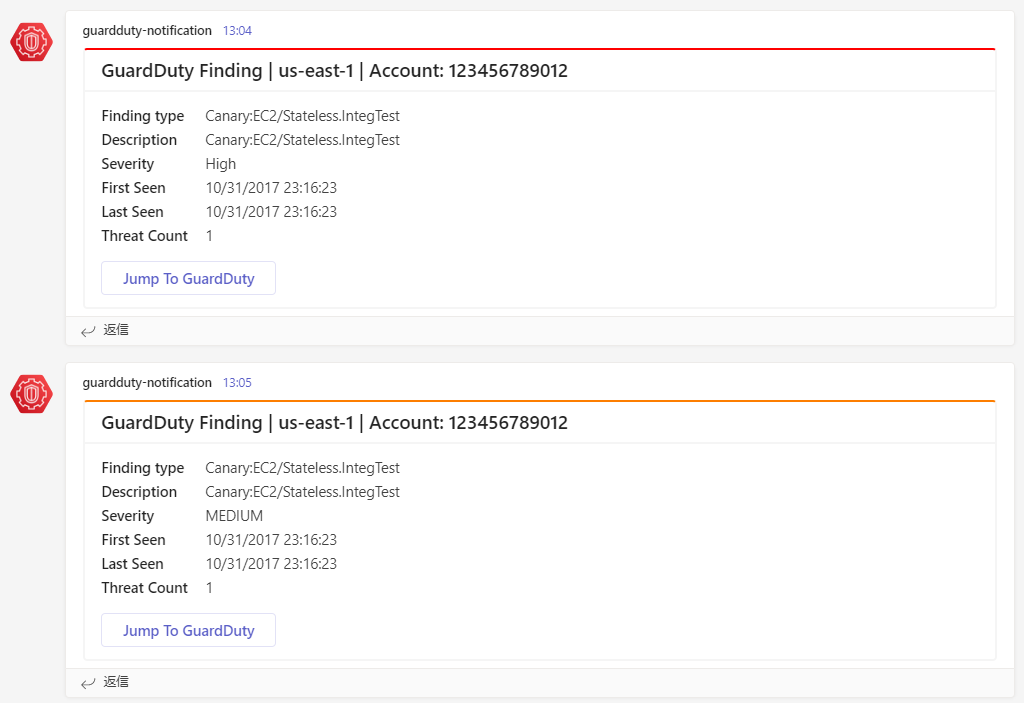 guardduty-notification 13:04
GuardDuty Finding | us-east-1 | Account: 123456789012
Finding type Canary:EC2/Stateless.IntegTest
Description Canary:EC2/Stateless.IntegTest
Severity High
First Seen 10/31/2017 23:16:23
Last Seen 10/31/2017 23:16:23
Threat Count 1
Jump To GuardDuty
返信
guardduty-notification 13:05
GuardDuty Finding | us-east-1 | Account: 123456789012
Finding type Canary:EC2/Stateless.IntegTest
Description Canary:EC2/Stateless.IntegTest
Severity MEDIUM
First Seen 10/31/2017 23:16:23
Last Seen 10/31/2017 23:16:23
Threat Count 1
Jump To GuardDuty
返信